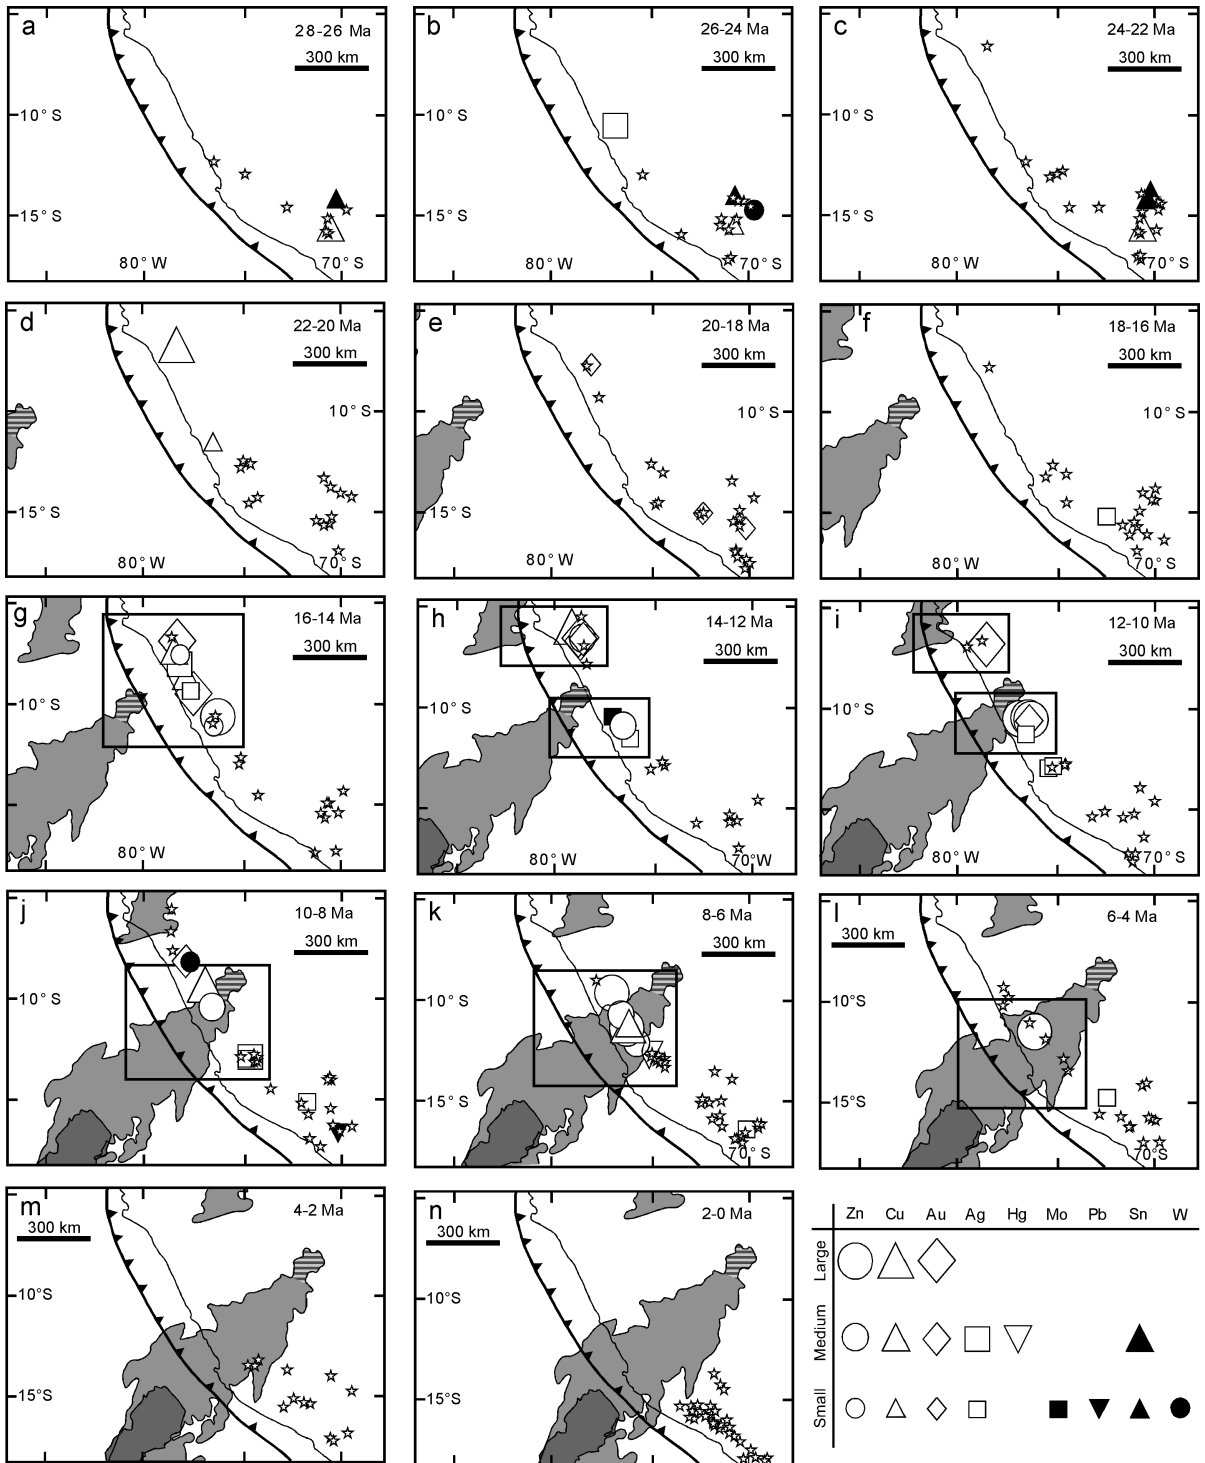 a
28-26 Ma
300 km
10° S
15° S
80° W
70° S
b
26-24 Ma
300 km
10° S
15° S
80° W
70° S
c
24-22 Ma
300 km
10° S
15° S
80° W
70° S
d
22-20 Ma
300 km
10° S
15° S
80° W
70° S
e
20-18 Ma
300 km
10° S
15° S
80° W
70° S
f
18-16 Ma
300 km
10° S
15° S
80° W
70° S
g
16-14 Ma
300 km
10° S
80° W
h
14-12 Ma
300 km
10° S
80° W
70° W
i
12-10 Ma
300 km
10° S
80° W
70° S
j
10-8 Ma
300 km
10° S
k
8-6 Ma
300 km
10° S
15° S
70° S
l
6-4 Ma
300 km
10°S
15°S
70°S
m
4-2 Ma
300 km
10°S
15°S
n
2-0 Ma
300 km
10°S
15°S
Zn Cu Au Ag Hg Mo Pb Sn W
Large
Medium
Small